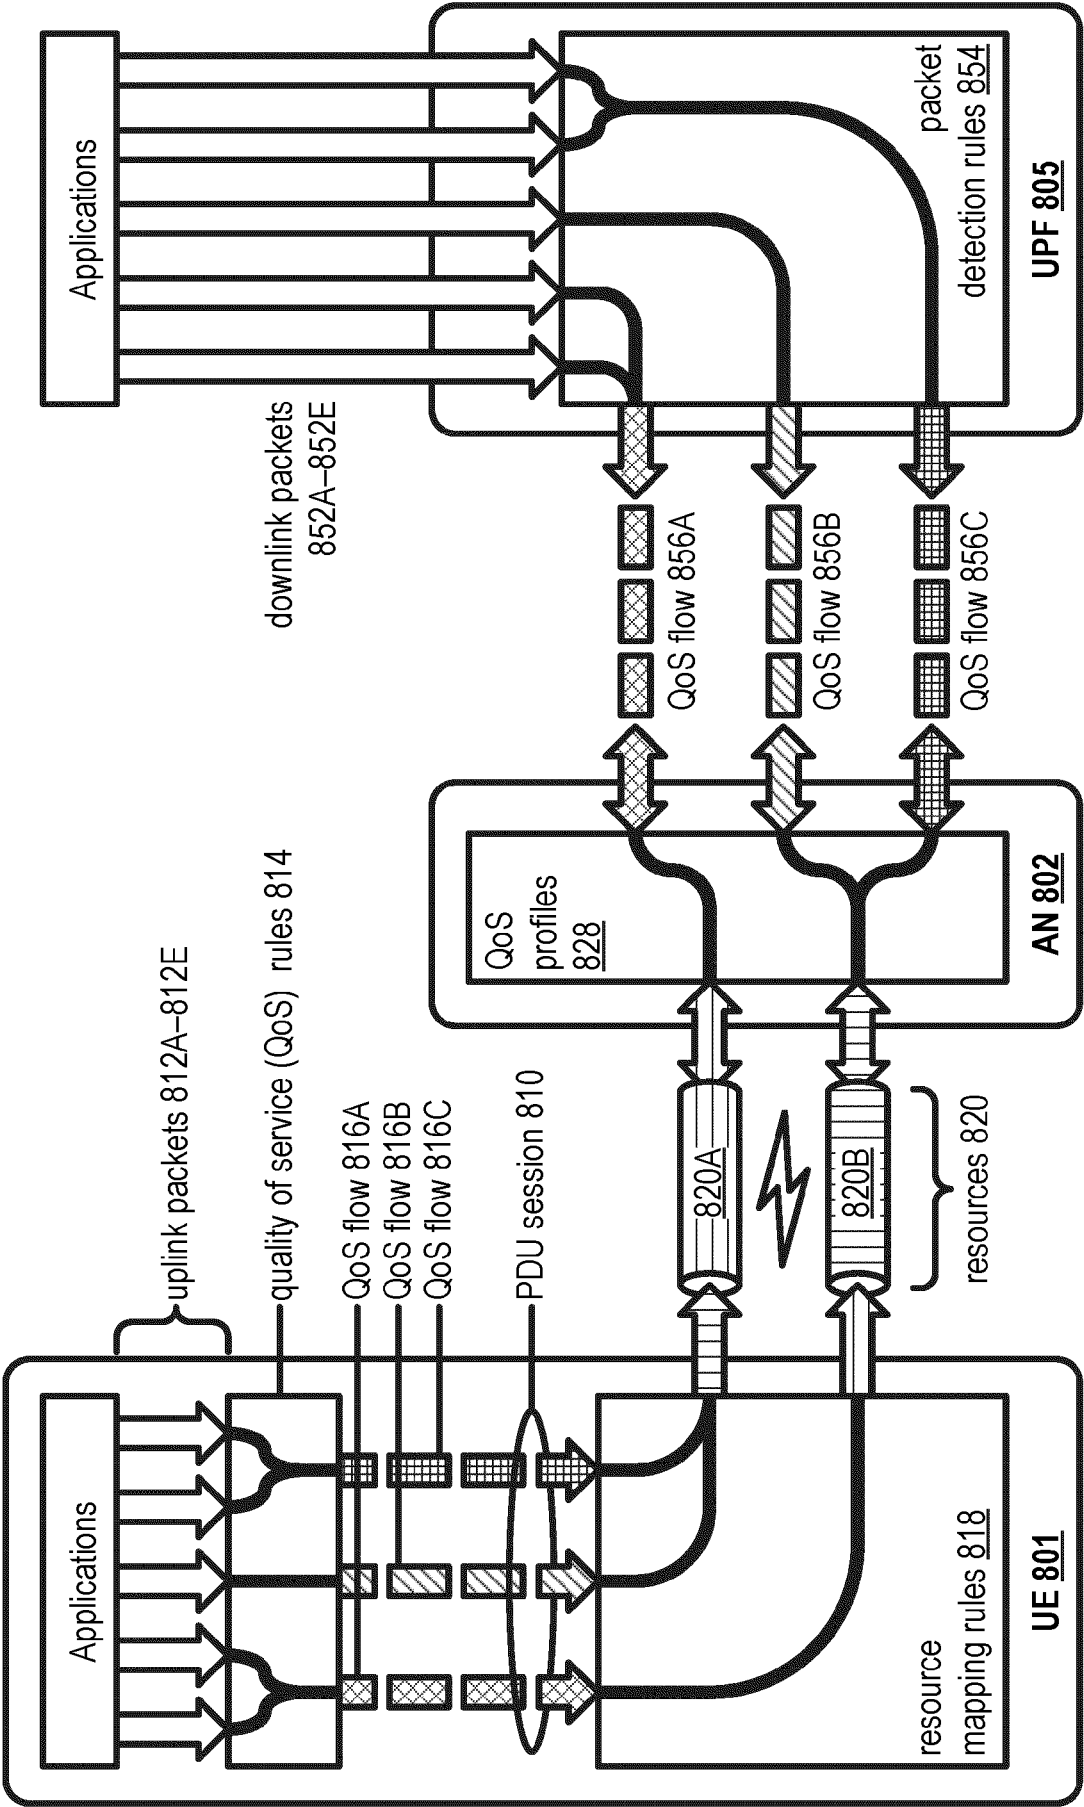 Applications
uplink packets 812A–812E
quality of service (QoS) rules 814
QoS flow 816A
QoS flow 816B
QoS flow 816C
PDU session 810
resource
mapping rules 818
UE 801
820A
820B
resources 820
QoS
profiles
828
AN 802
downlink packets
852A–852E
QoS flow 856A
QoS flow 856B
QoS flow 856C
Applications
packet
detection rules 854
UPF 805